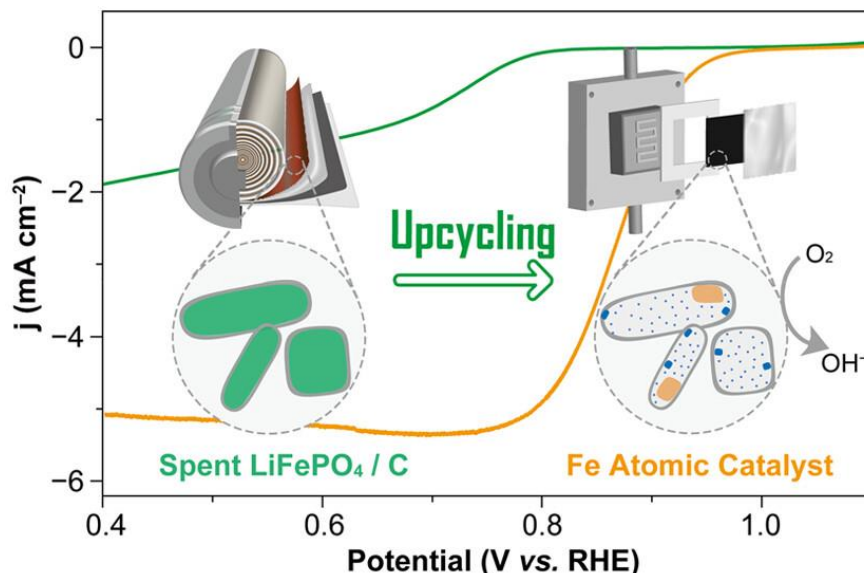 0
−2
−4
−6
j (mA cm⁻²)
0.4
0.6
0.8
1.0
Potential (V vs. RHE)
Upcycling
O₂
OH⁻
Spent LiFePO₄ / C
Fe Atomic Catalyst